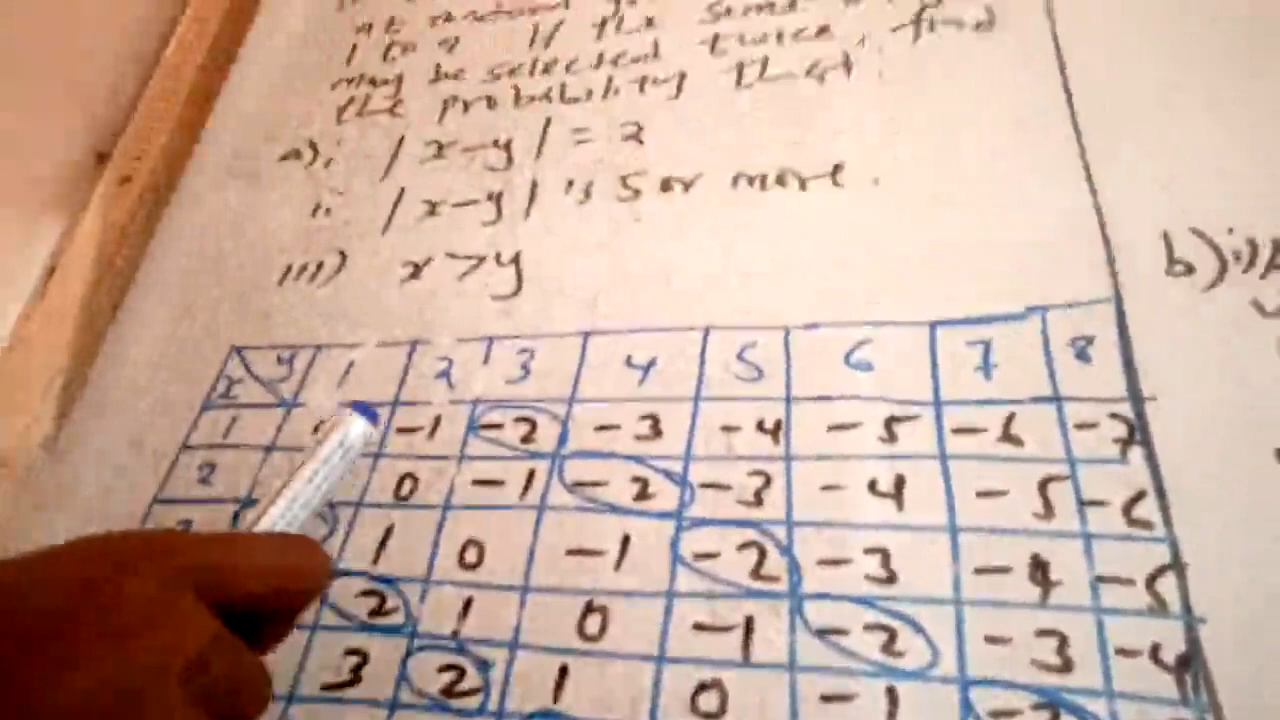 at random
1 to 9 If the same
may be selected twice, find
the probability that:
a)i |x-y| = 2
ii |x-y| is 5 or more.
iii) x>y
b)i)
x y 1 2 3 4 5 6 7 8
1 -1 -2 -3 -4 -5 -6 -7
2 0 -1 -2 -3 -4 -5 -6
1 0 -1 -2 -3 -4 -5
2 1 0 -1 -2 -3 -4
3 2 1 0 -1 -2